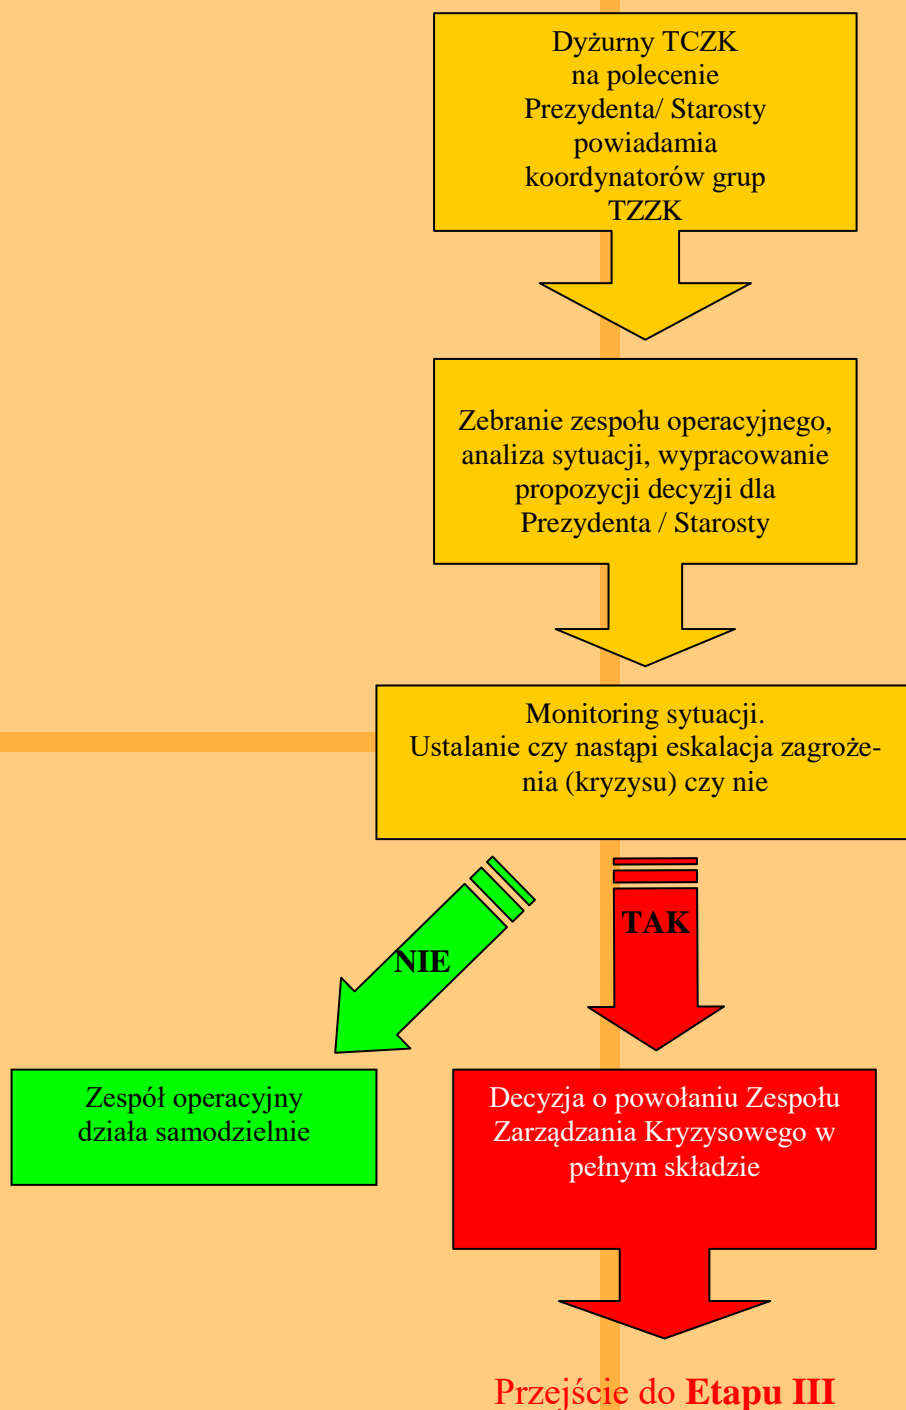 Dyżurny TCZK
na polecenie
Prezydenta/ Starosty
powiadamia
koordynatorów grup
TZZK
Zebranie zespołu operacyjnego,
analiza sytuacji, wypracowanie
propozycji decyzji dla
Prezydenta / Starosty
Monitoring sytuacji.
Ustalanie czy nastąpi eskalacja zagroże-
nia (kryzysu) czy nie
NIE
TAK
Zespół operacyjny
działa samodzielnie
Decyzja o powołaniu Zespołu
Zarządzania Kryzysowego w
pełnym składzie
Przejście do Etapu III